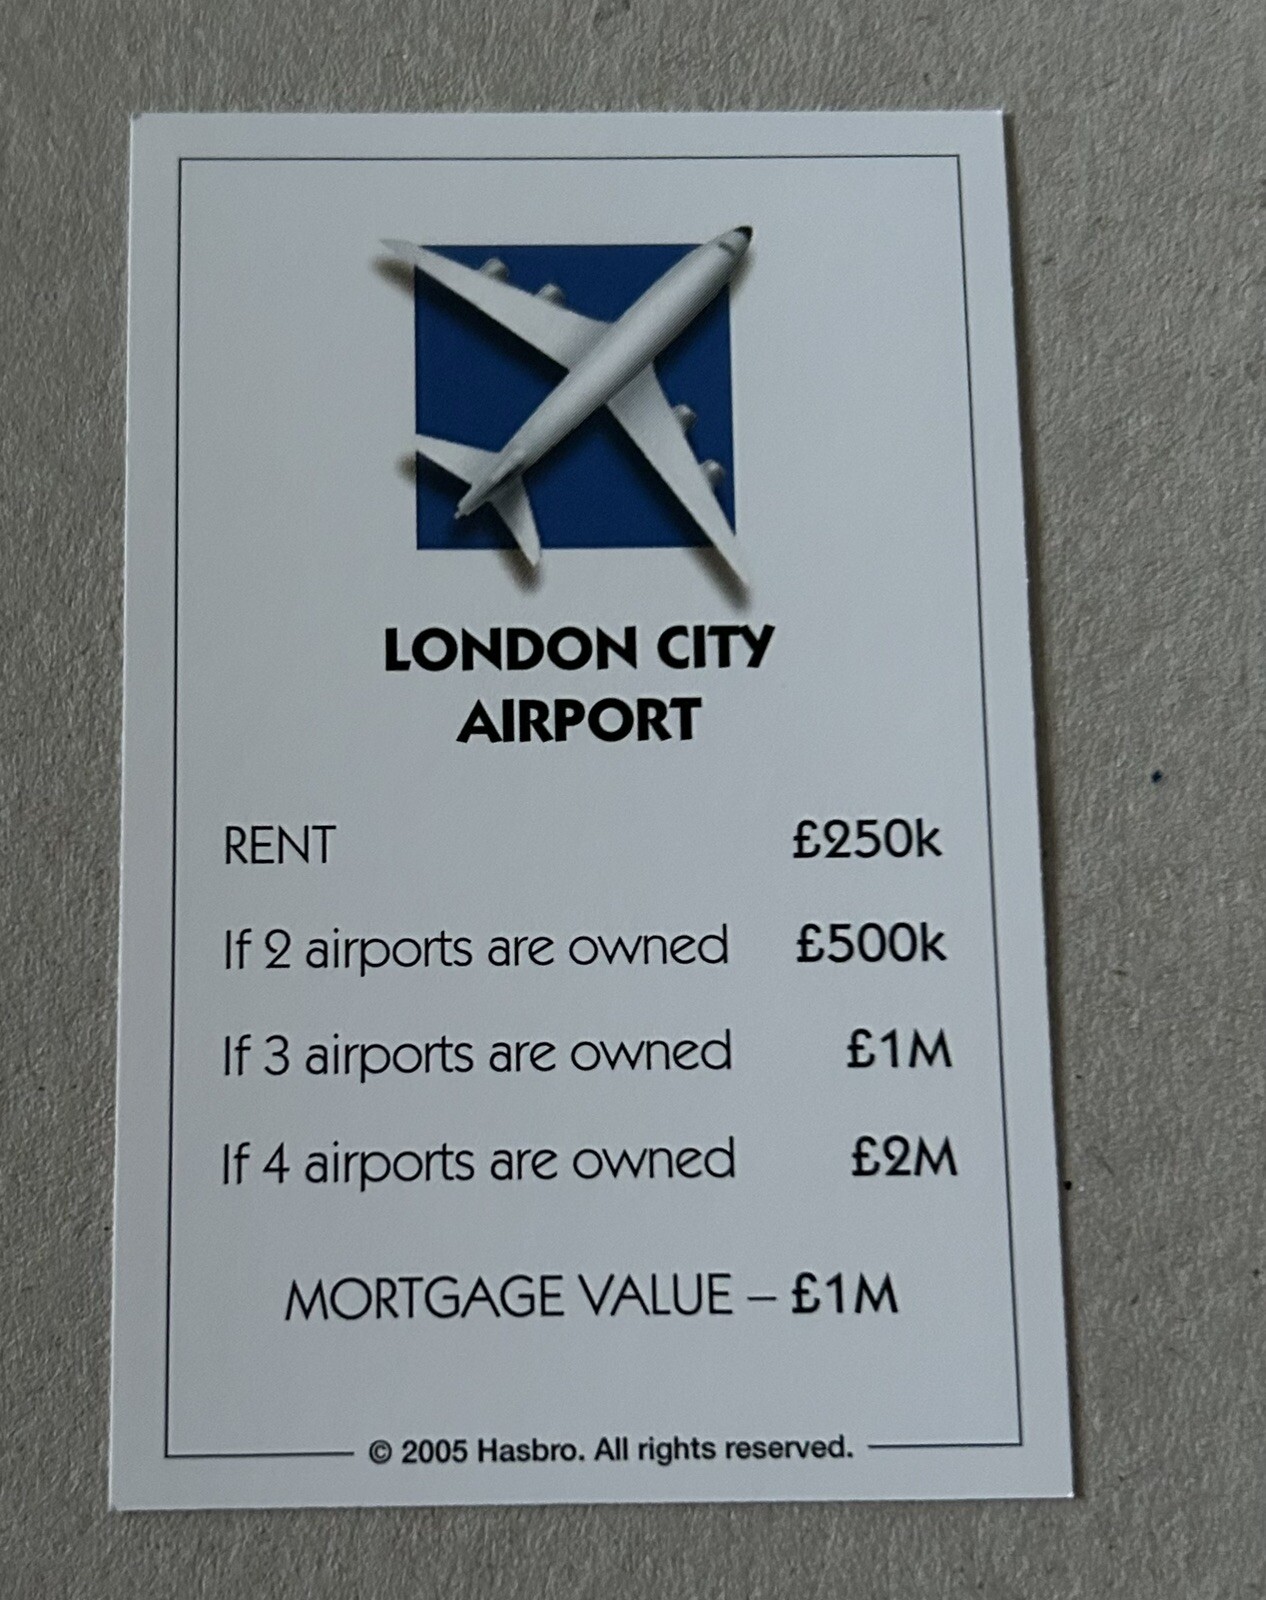 LONDON CITY
AIRPORT
RENT £250k
If 2 airports are owned £500k
If 3 airports are owned £1M
If 4 airports are owned £2M
MORTGAGE VALUE – £1M
© 2005 Hasbro. All rights reserved.